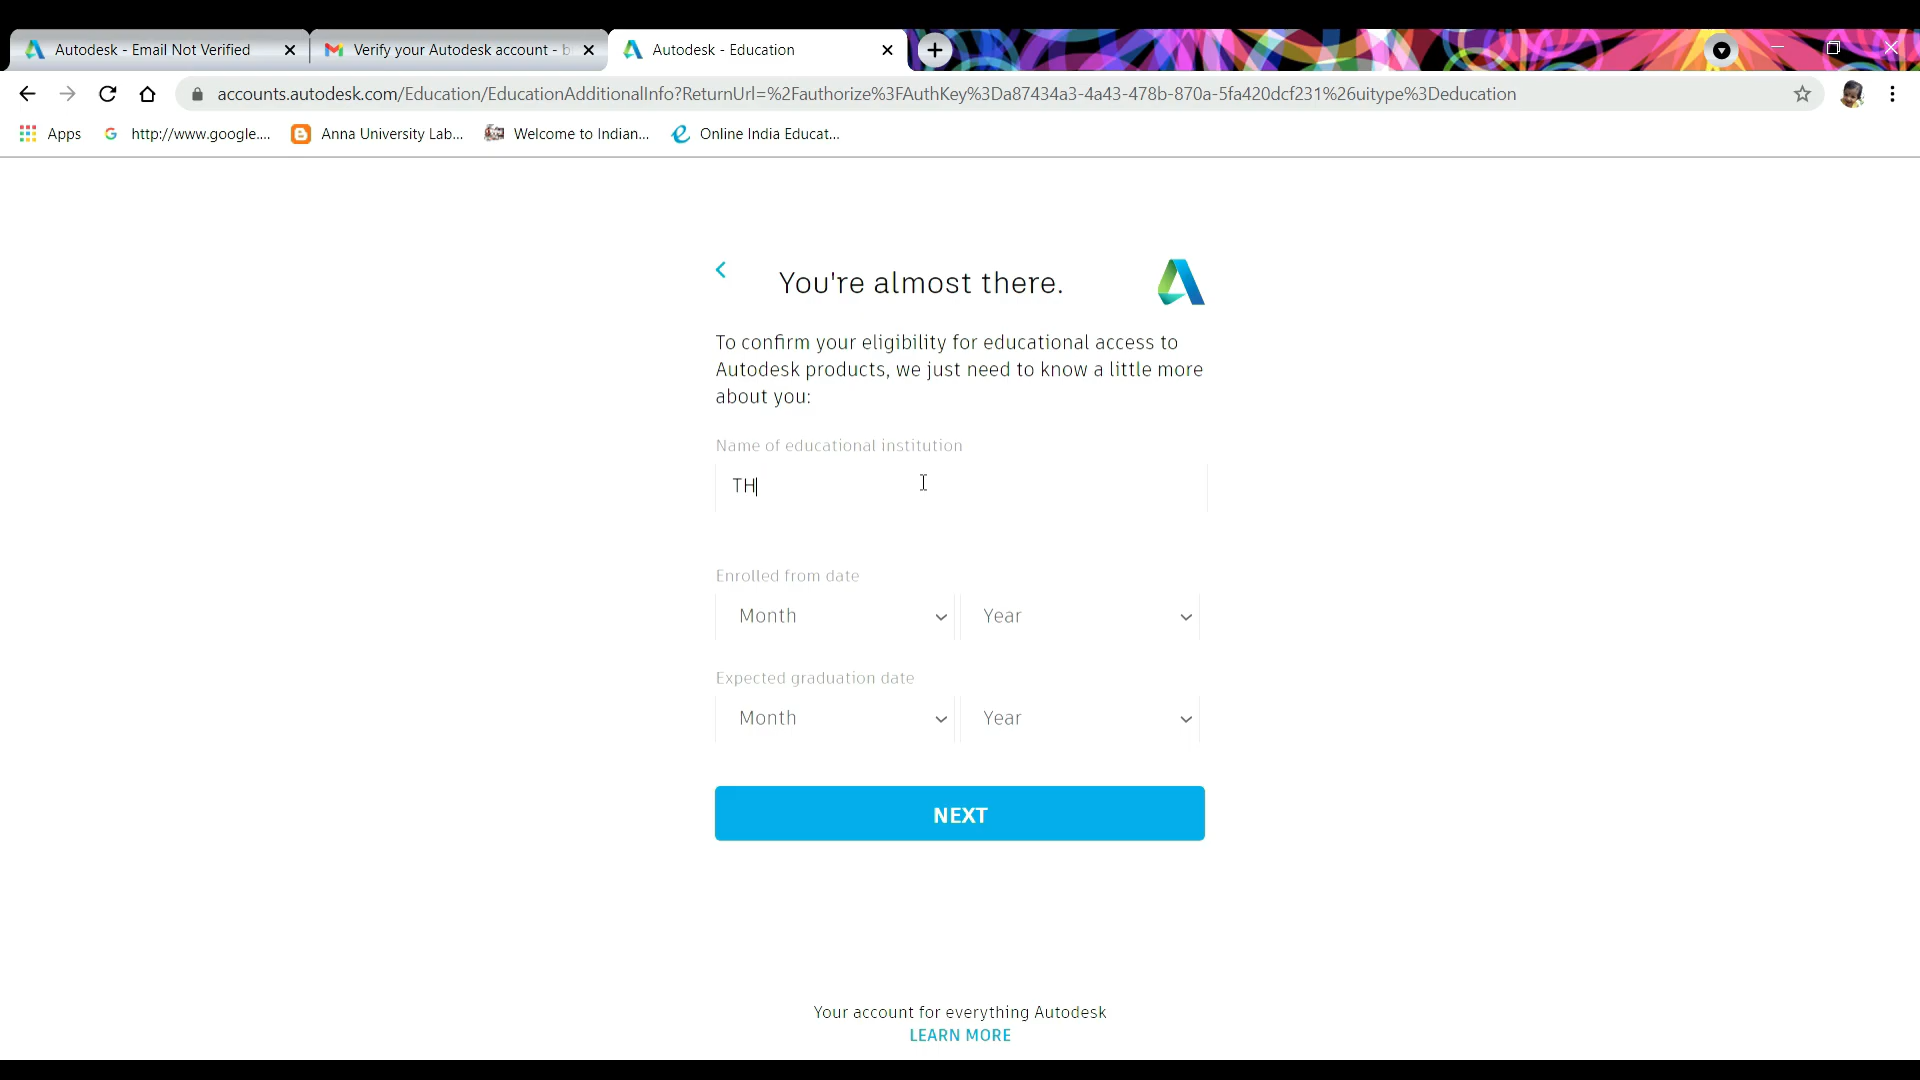 Autodesk - Email Not Verified
Verify your Autodesk account - b
Autodesk - Education
accounts.autodesk.com/Education/EducationAdditionalInfo?ReturnUrl=%2Fauthorize%3FAuthKey%3Da87434a3-4a43-478b-870a-5fa420dcf231%26uitype%3Deducation
Apps
http://www.google....
Anna University Lab...
Welcome to Indian...
Online India Educat...
You're almost there.
To confirm your eligibility for educational access to
Autodesk products, we just need to know a little more
about you:
Name of educational institution
TH
Enrolled from date
Month
Year
Expected graduation date
Month
Year
NEXT
Your account for everything Autodesk
LEARN MORE